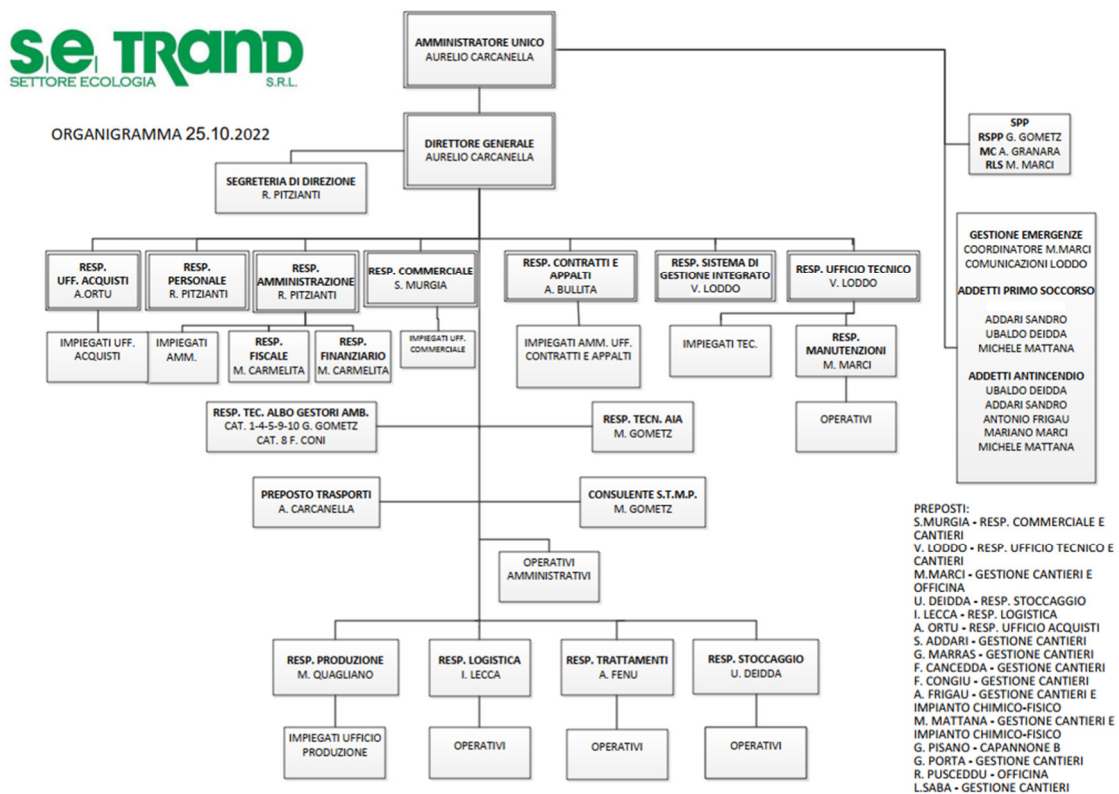 S.e. TRAND
SETTORE ECOLOGIA S.R.L.
ORGANIGRAMMA 25.10.2022
AMMINISTRATORE UNICO
AURELIO CARCANELLA
DIRETTORE GENERALE
AURELIO CARCANELLA
SEGRETERIA DI DIREZIONE
R. PITZIANTI
SPP
RSPP G. GOMETZ
MC A. GRANARA
RLS M. MARCI
GESTIONE EMERGENZE
COORDINATORE M.MARCI
COMUNICAZIONI LODDO
ADDETTI PRIMO SOCCORSO
ADDARI SANDRO
UBALDO DEIDDA
MICHELE MATTANA
ADDETTI ANTINCENDIO
UBALDO DEIDDA
ADDARI SANDRO
ANTONIO FRIGAU
MARIANO MARCI
MICHELE MATTANA
RESP.
UFF. ACQUISTI
A.ORTU
RESP.
PERSONALE
R. PITZIANTI
RESP.
AMMINISTRAZIONE
R. PITZIANTI
RESP. COMMERCIALE
S. MURGIA
RESP. CONTRATTI E
APPALTI
A. BULLITA
RESP. SISTEMA DI
GESTIONE INTEGRATO
V. LODDO
RESP. UFFICIO TECNICO
V. LODDO
IMPIEGATI UFF.
ACQUISTI
IMPIEGATI
AMM.
RESP.
FISCALE
M. CARMELITA
RESP.
FINANZIARIO
M. CARMELITA
IMPIEGATI UFF.
COMMERCIALE
IMPIEGATI AMM. UFF.
CONTRATTI E APPALTI
IMPIEGATI TEC.
RESP.
MANUTENZIONI
M. MARCI
OPERATIVI
RESP. TEC. ALBO GESTORI AMB.
CAT. 1-4-5-9-10 G. GOMETZ
CAT. 8 F. CONI
RESP. TECN. AIA
M. GOMETZ
PREPOSTO TRASPORTI
A. CARCANELLA
CONSULENTE S.T.M.P.
M. GOMETZ
OPERATIVI
AMMINISTRATIVI
RESP. PRODUZIONE
M. QUAGLIANO
RESP. LOGISTICA
I. LECCA
RESP. TRATTAMENTI
A. FENU
RESP. STOCCAGGIO
U. DEIDDA
IMPIEGATI UFFICIO
PRODUZIONE
OPERATIVI
OPERATIVI
OPERATIVI
PREPOSTI:
S.MURGIA - RESP. COMMERCIALE E
CANTIERI
V. LODDO - RESP. UFFICIO TECNICO E
CANTIERI
M.MARCI - GESTIONE CANTIERI E
OFFICINA
U. DEIDDA - RESP. STOCCAGGIO
I. LECCA - RESP. LOGISTICA
A. ORTU - RESP. UFFICIO ACQUISTI
S. ADDARI - GESTIONE CANTIERI
G. MARRAS - GESTIONE CANTIERI
F. CANCEDDA - GESTIONE CANTIERI
F. CONGIU - GESTIONE CANTIERI
A. FRIGAU - GESTIONE CANTIERI E
IMPIANTO CHIMICO-FISICO
M. MATTANA - GESTIONE CANTIERI E
IMPIANTO CHIMICO-FISICO
G. PISANO - CAPANNONE B
G. PORTA - GESTIONE CANTIERI
R. PUSCEDDU - OFFICINA
L.SABA - GESTIONE CANTIERI